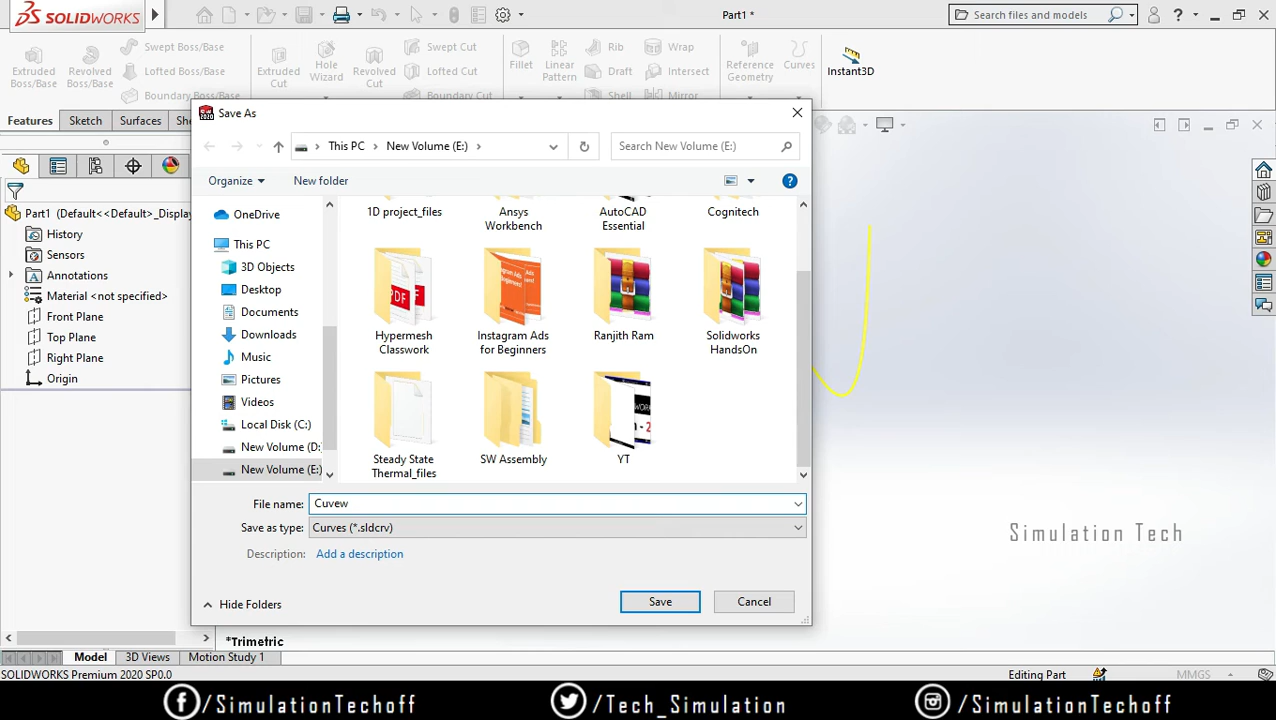 SOLIDWORKS
Part1 *
Search files and models
Extruded
Boss/Base
Revolved
Boss/Base
Swept Boss/Base
Lofted Boss/Base
Boundary Boss/Base
Extruded
Cut
Hole
Wizard
Revolved
Cut
Swept Cut
Lofted Cut
Boundary Cut
Fillet
Linear
Pattern
Rib
Draft
Shell
Wrap
Intersect
Mirror
Reference
Geometry
Curves
Instant3D
Features
Sketch
Surfaces
She
Part1 (Default<<Default>_Display
History
Sensors
Annotations
Material <not specified>
Front Plane
Top Plane
Right Plane
Origin
Save As
This PC
New Volume (E:)
Search New Volume (E:)
Organize
New folder
OneDrive
This PC
3D Objects
Desktop
Documents
Downloads
Music
Pictures
Videos
Local Disk (C:)
New Volume (D:
New Volume (E:)
1D project_files
Ansys
Workbench
AutoCAD
Essential
Cognitech
Hypermesh
Classwork
Instagram Ads
for Beginners
Ranjith Ram
Solidworks
HandsOn
Steady State
Thermal_files
SW Assembly
YT
File name: Cuvew
Save as type: Curves (*.sldcrv)
Description: Add a description
Hide Folders
Save
Cancel
Simulation Tech
*Trimetric
Model
3D Views
Motion Study 1
SOLIDWORKS Premium 2020 SP0.0
Editing Part
MMGS
/SimulationTechoff
/Tech_Simulation
/SimulationTechoff